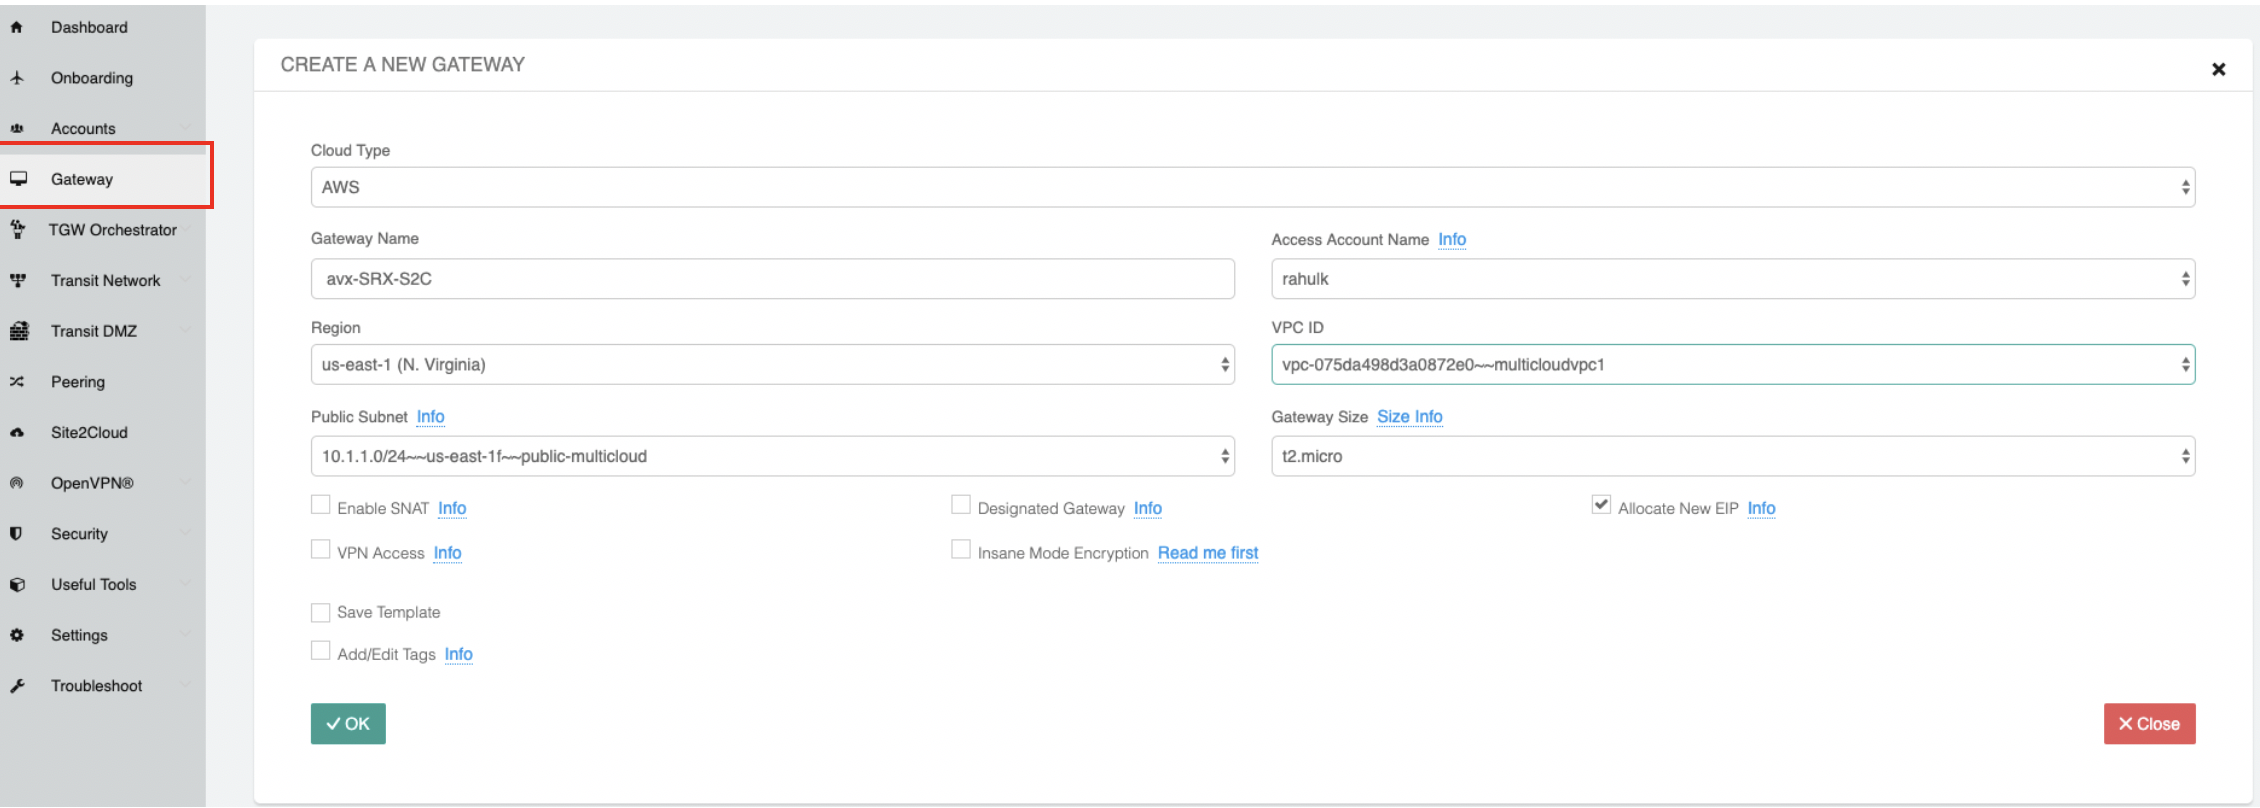 Dashboard
Onboarding
Accounts
Gateway
TGW Orchestrator
Transit Network
Transit DMZ
Peering
Site2Cloud
OpenVPN®
Security
Useful Tools
Settings
Troubleshoot
CREATE A NEW GATEWAY
Cloud Type
AWS
Gateway Name
avx-SRX-S2C
Access Account Name Info
rahulk
Region
us-east-1 (N. Virginia)
VPC ID
vpc-075da498d3a0872e0~~multicloudvpc1
Public Subnet Info
10.1.1.0/24~~us-east-1f~~public-multicloud
Gateway Size Size Info
t2.micro
Enable SNAT Info
Designated Gateway Info
Allocate New EIP Info
VPN Access Info
Insane Mode Encryption Read me first
Save Template
Add/Edit Tags Info
OK
Close